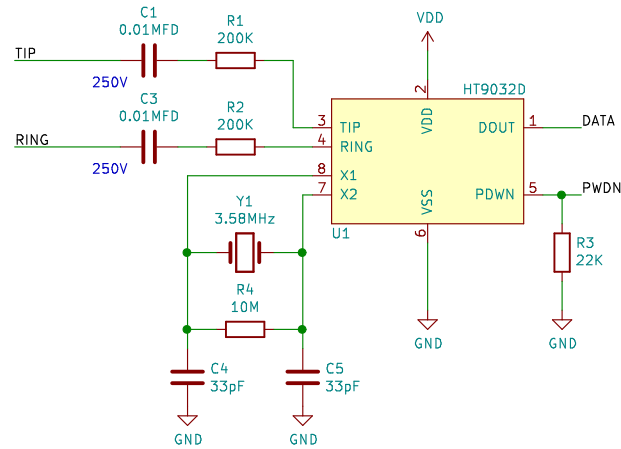 C1
0.01MFD
R1
200K
VDD
TIP
250V
HT9032D
2
C3
0.01MFD
R2
200K
3
TIP
VDD
DOUT
1
DATA
RING
4
RING
250V
8
X1
7
X2
VSS
PDWN
5
PWDN
Y1
3.58MHz
U1
6
R3
22K
R4
10M
GND
GND
C4
33pF
C5
33pF
GND
GND